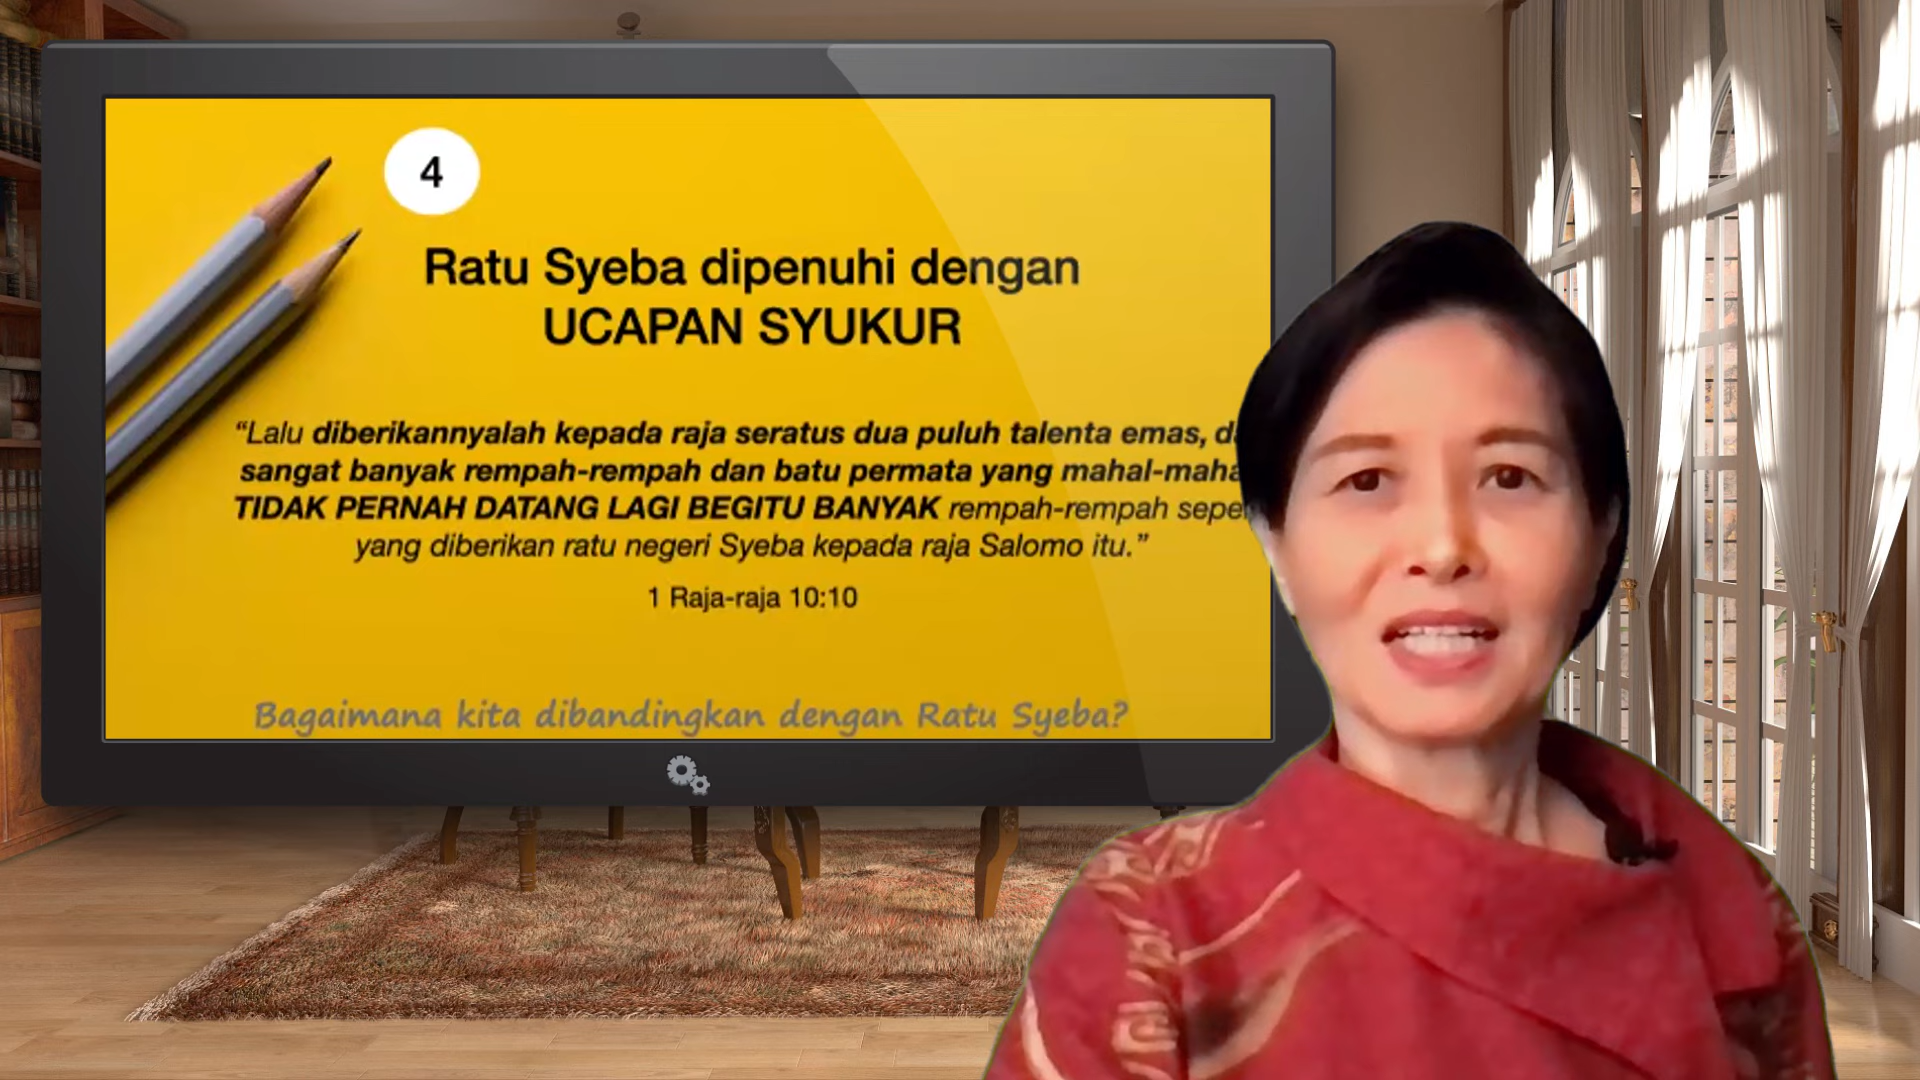 4
Ratu Syeba dipenuhi dengan
UCAPAN SYUKUR
“Lalu diberikannyalah kepada raja seratus dua puluh talenta emas,
sangat banyak rempah-rempah dan batu permata yang
TIDAK PERNAH DATANG LAGI BEGITU BANYAK rempah-rempah
yang diberikan ratu negeri Syeba kepada raja Salomo itu.”
1 Raja-raja 10:10
Bagaimana kita dibandingkan dengan Ratu Syeba?